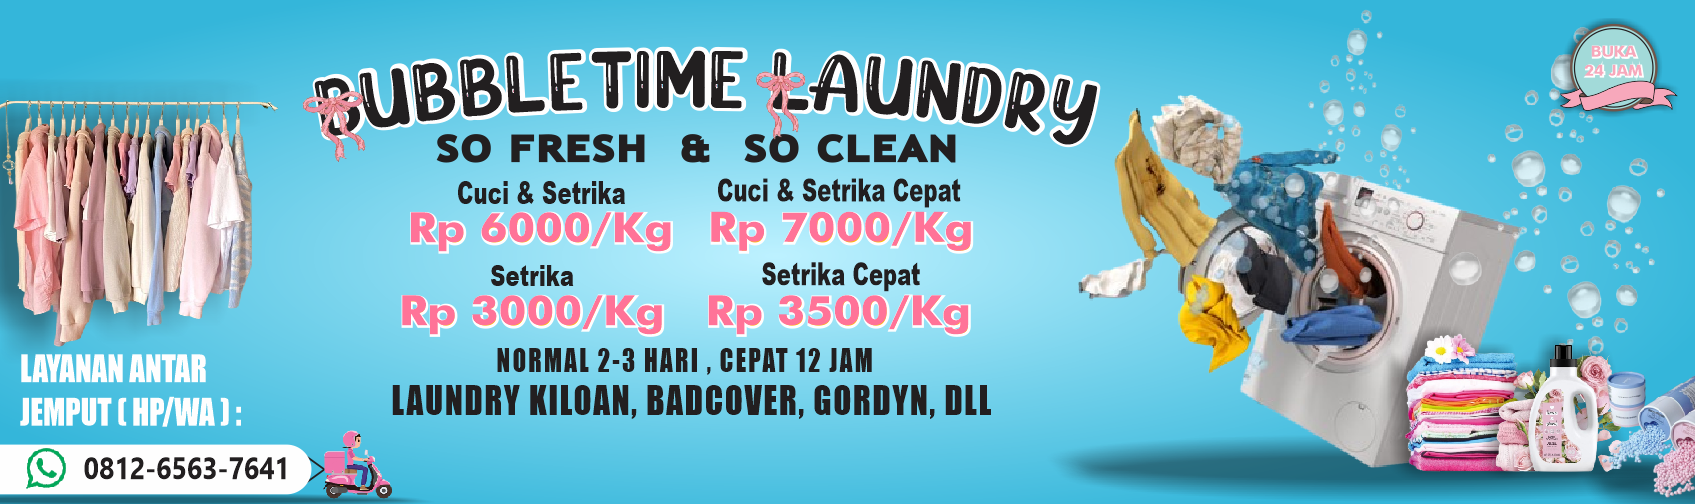 BUBBLE TIME LAUNDRY
SO FRESH & SO CLEAN
Cuci & Setrika
Rp 6000/Kg
Cuci & Setrika Cepat
Rp 7000/Kg
Setrika
Rp 3000/Kg
Setrika Cepat
Rp 3500/Kg
NORMAL 2-3 HARI , CEPAT 12 JAM
LAUNDRY KILOAN, BADCOVER, GORDYN, DLL
LAYANAN ANTAR
JEMPUT ( HP/WA ) :
0812-6563-7641
BUKA
24 JAM